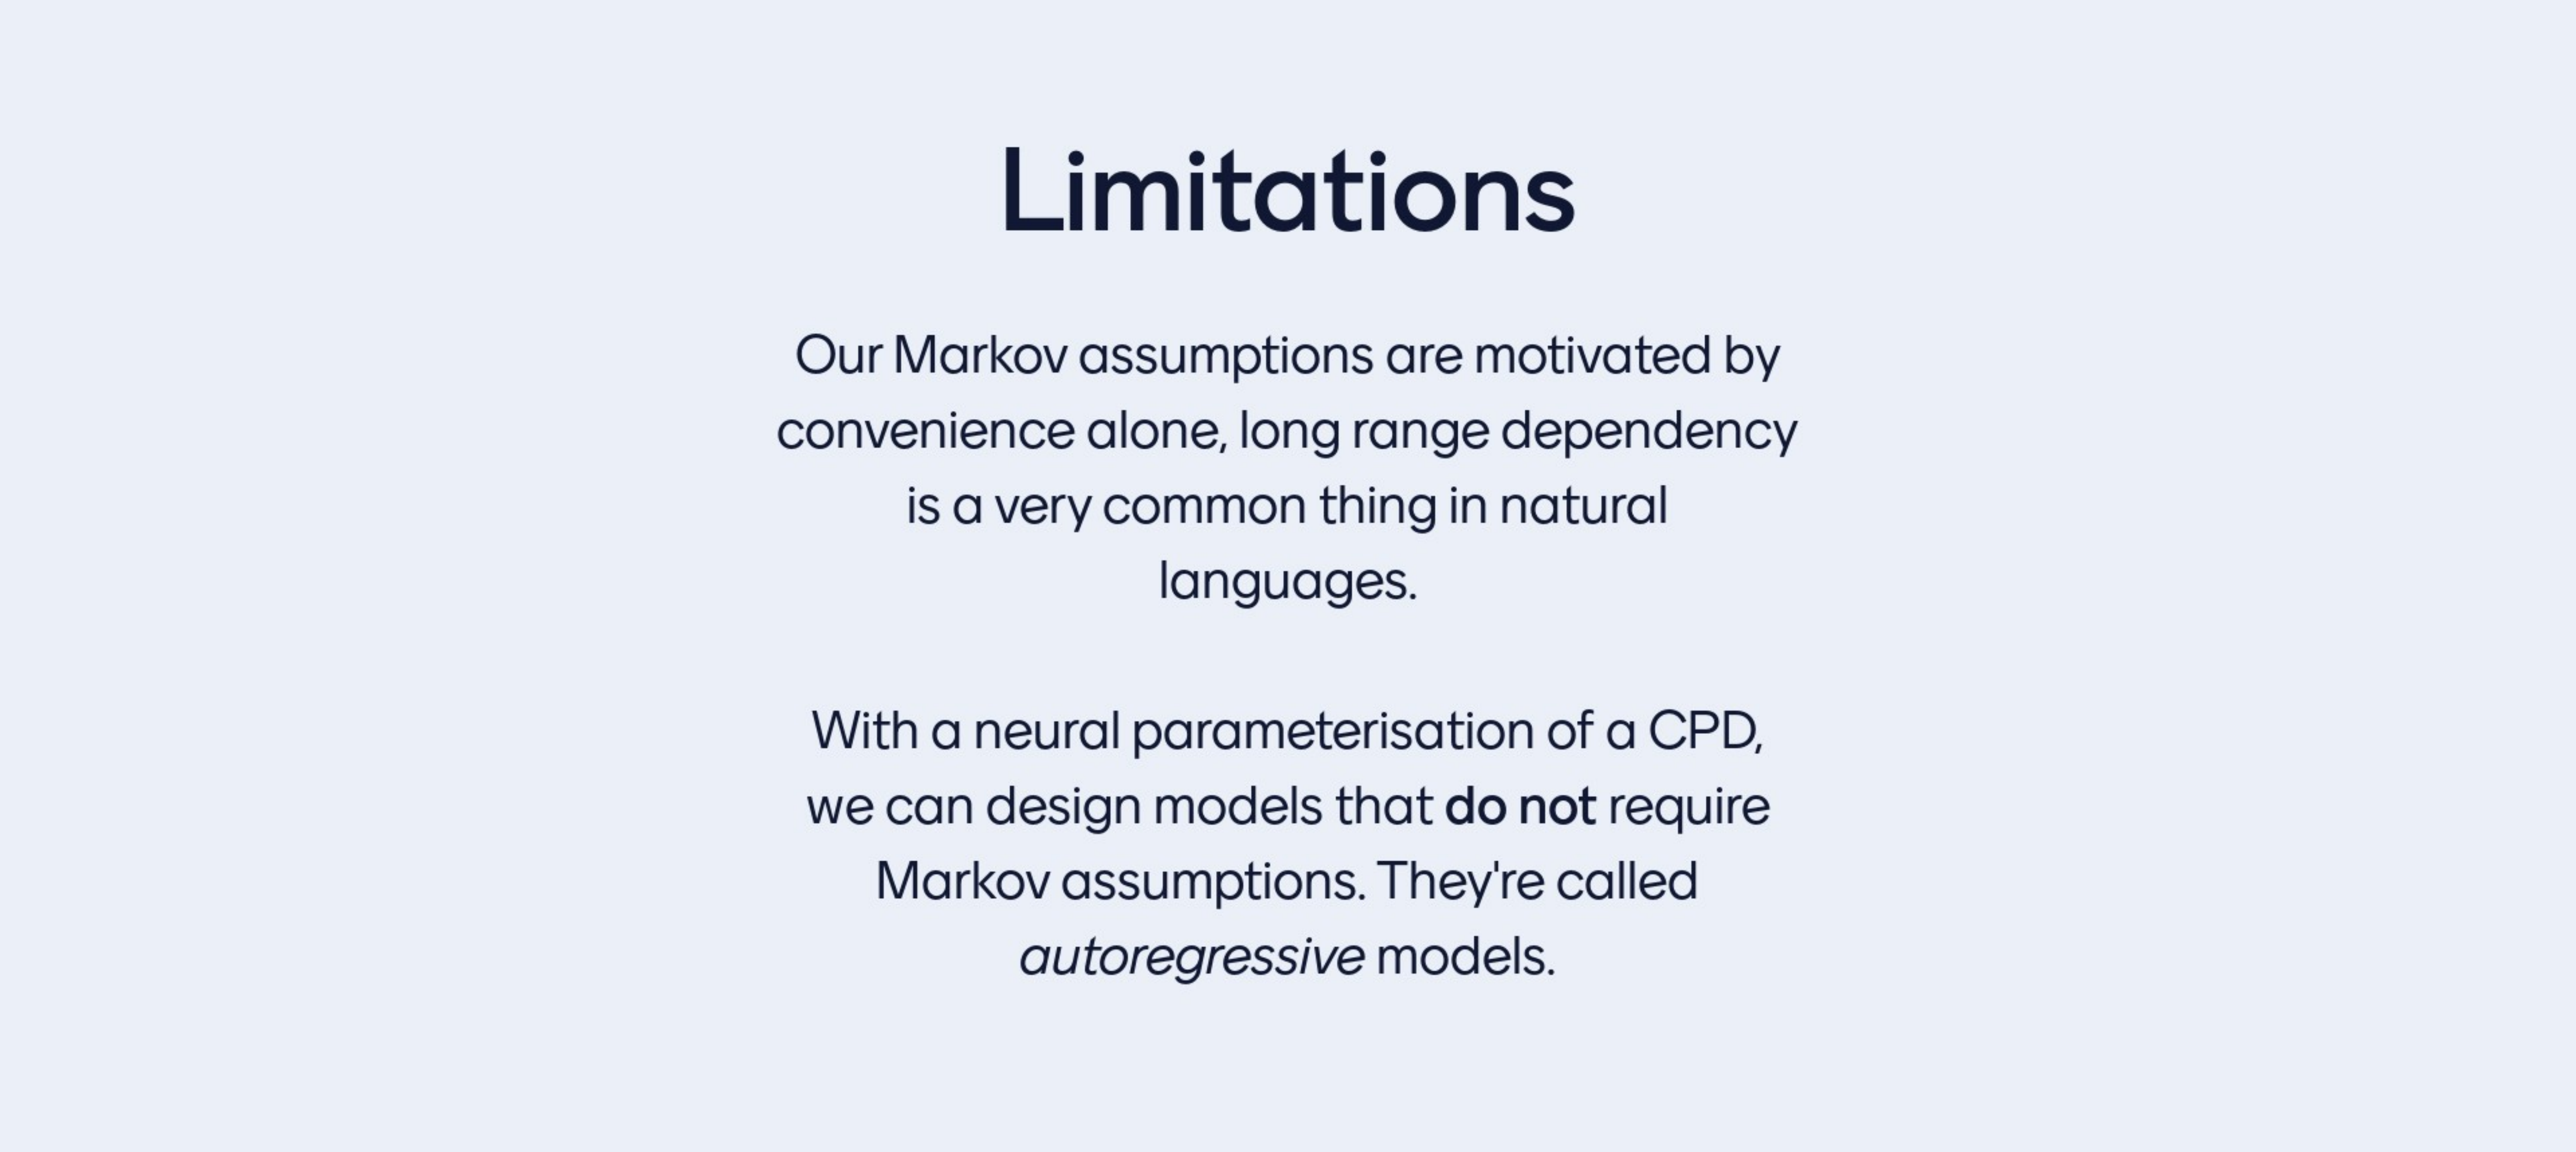 Limitations
Our Markov assumptions are motivated by
convenience alone, long range dependency
is a very common thing in natural
languages.
With a neural parameterisation of a CPD,
we can design models that do not require
Markov assumptions. They're called
autoregressive models.